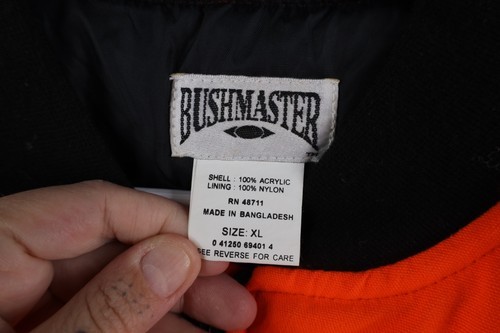 BUSHMASTER
SHELL : 100% ACRYLIC
LINING : 100% NYLON
RN 48711
MADE IN BANGLADESH
SIZE: XL
0 41250 69401 4
SEE REVERSE FOR CARE